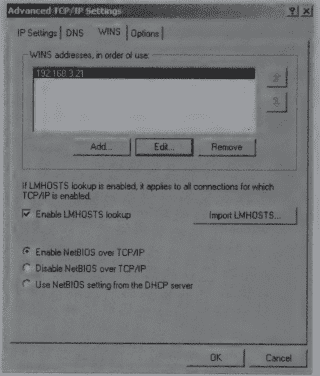 Advanced TCP/IP Settings
IP Settings DNS WINS Options
WINS addresses, in order of use:
192.168.3.21
Add... Edit... Remove
If LMHOSTS lookup is enabled, it applies to all connections for which
TCP/IP is enabled.
Enable LMHOSTS lookup Import LMHOSTS...
Enable NetBIOS over TCP/IP
Disable NetBIOS over TCP/IP
Use NetBIOS setting from the DHCP server
OK Cancel